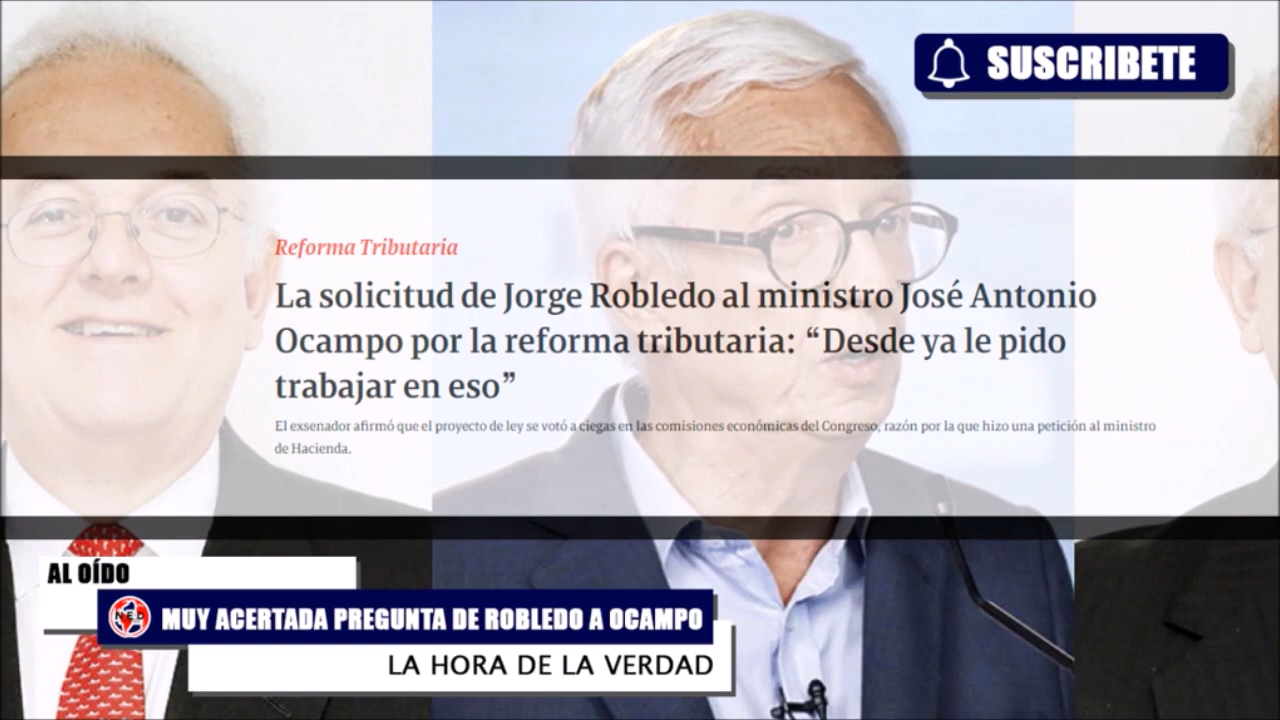 SUSCRIBETE
Reforma Tributaria
La solicitud de Jorge Robledo al ministro José Antonio
Ocampo por la reforma tributaria: “Desde ya le pido
trabajar en eso”
El exsenador afirmó que el proyecto de ley se votó a ciegas en las comisiones económicas del Congreso, razón por la que hizo una petición al ministro
de Hacienda.
AL OÍDO
MUY ACERTADA PREGUNTA DE ROBLEDO A OCAMPO
LA HORA DE LA VERDAD